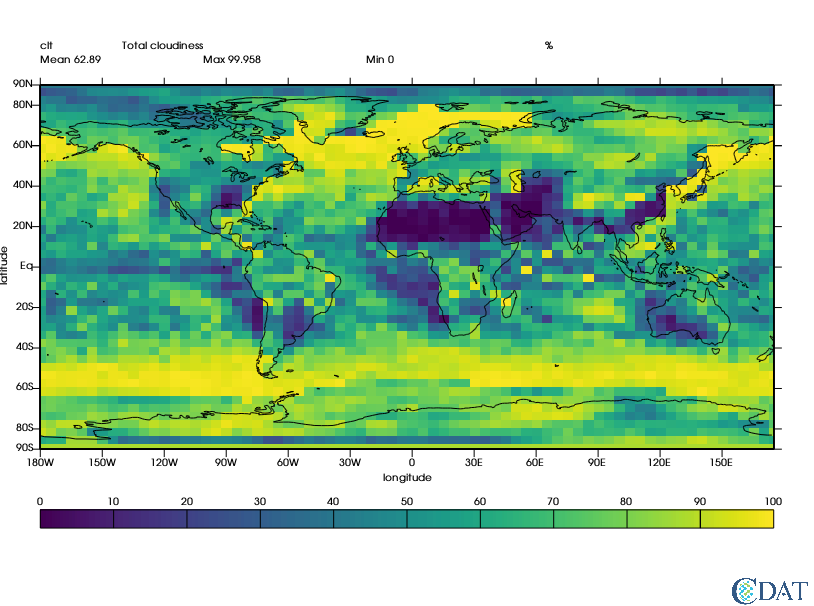 clt Total cloudiness %
Mean 62.89 Max 99.958 Min 0
90N
80N
60N
40N
20N
Eq
20S
40S
60S
80S
90S
latitude
180W 150W 120W 90W 60W 30W 0 30E 60E 90E 120E 150E
longitude
0 10 20 30 40 50 60 70 80 90 100
CDAT